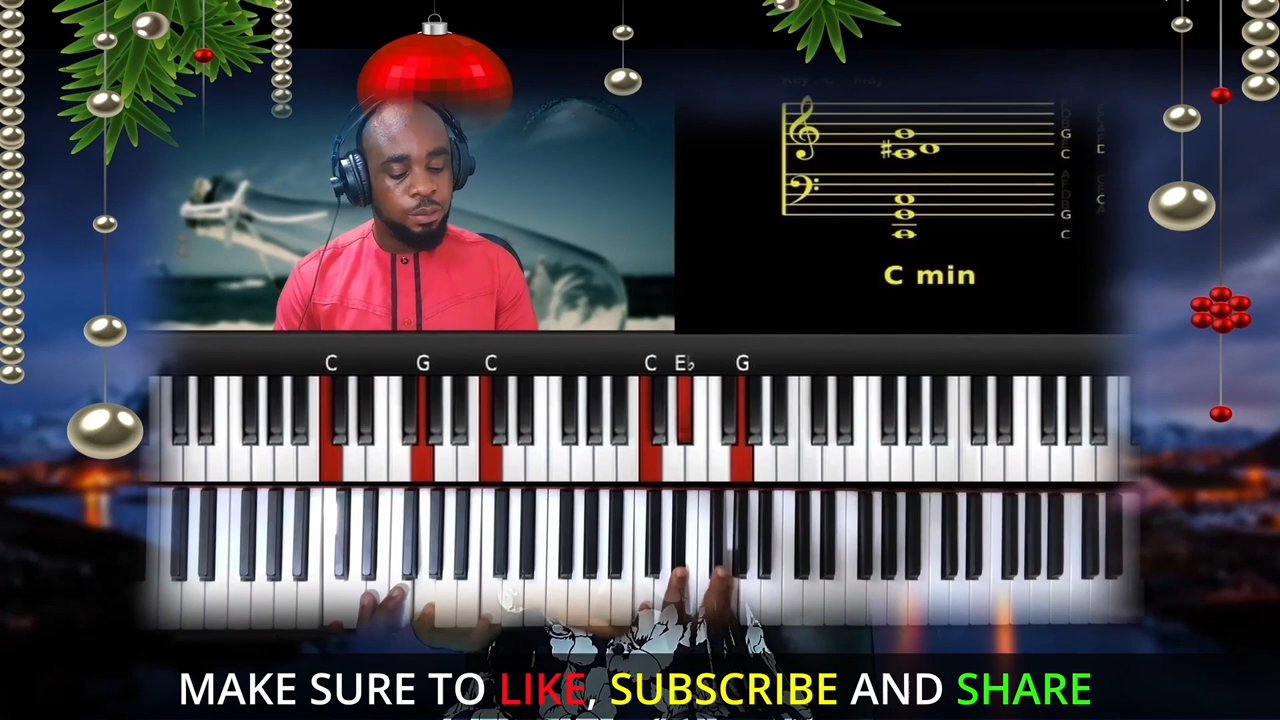 G
C
G
C
C min
C G C C E♭ G
MAKE SURE TO LIKE, SUBSCRIBE AND SHARE